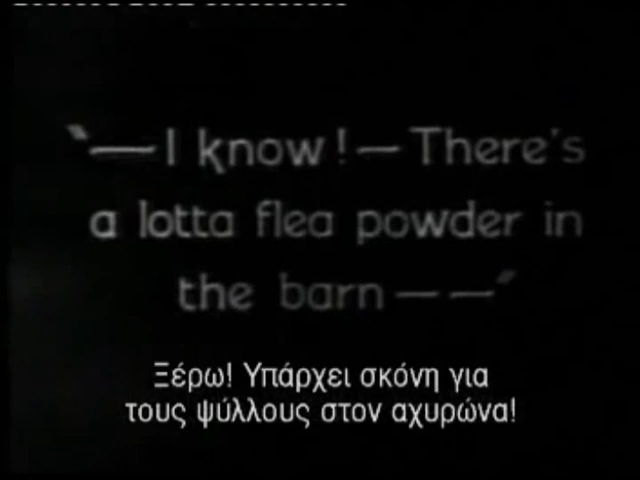 "—I know!—There's
a lotta flea powder in
the barn— —"
Ξέρω! Υπάρχει σκόνη για
τους ψύλλους στον αχυρώνα!